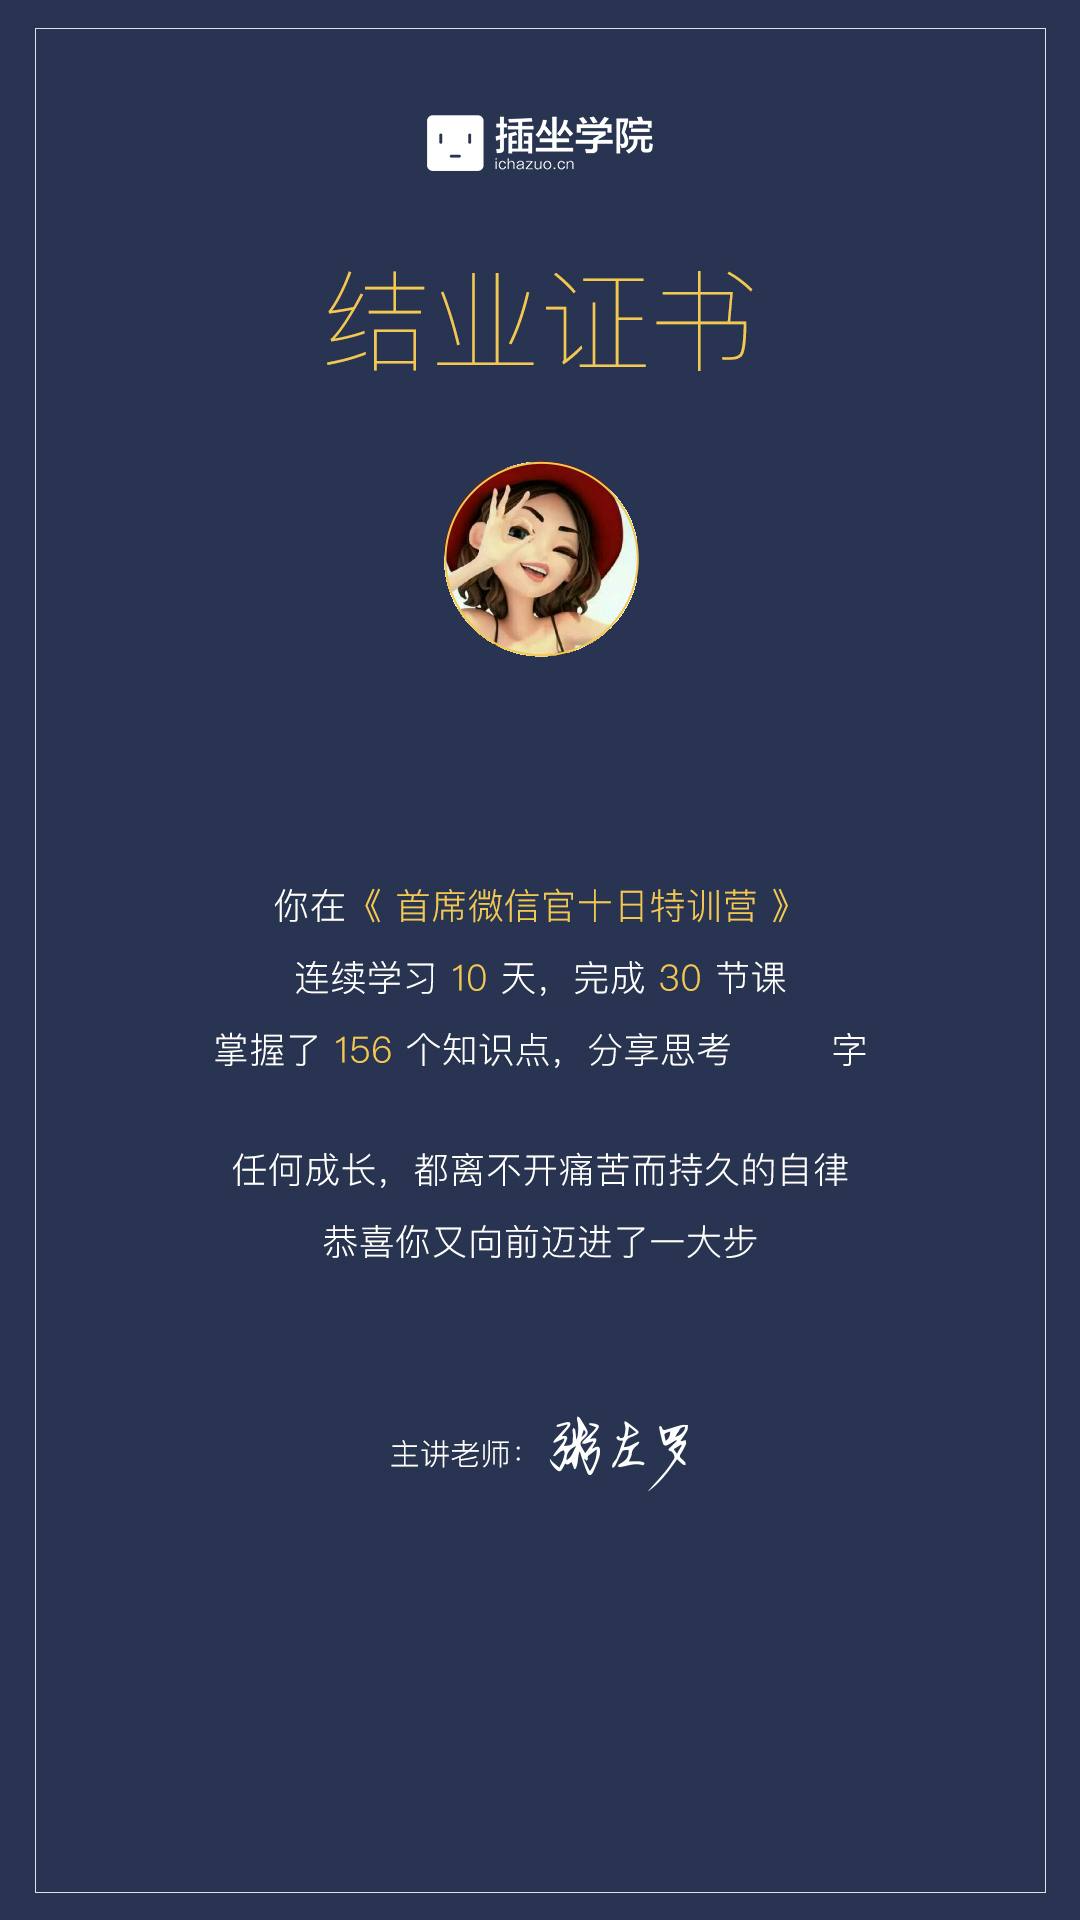 插坐学院
ichazuo.cn
结业证书
你在《 首席微信官十日特训营 》
连续学习 10 天，完成 30 节课
掌握了 156 个知识点，分享思考 字
任何成长，都离不开痛苦而持久的自律
恭喜你又向前迈进了一大步
主讲老师：粥左罗